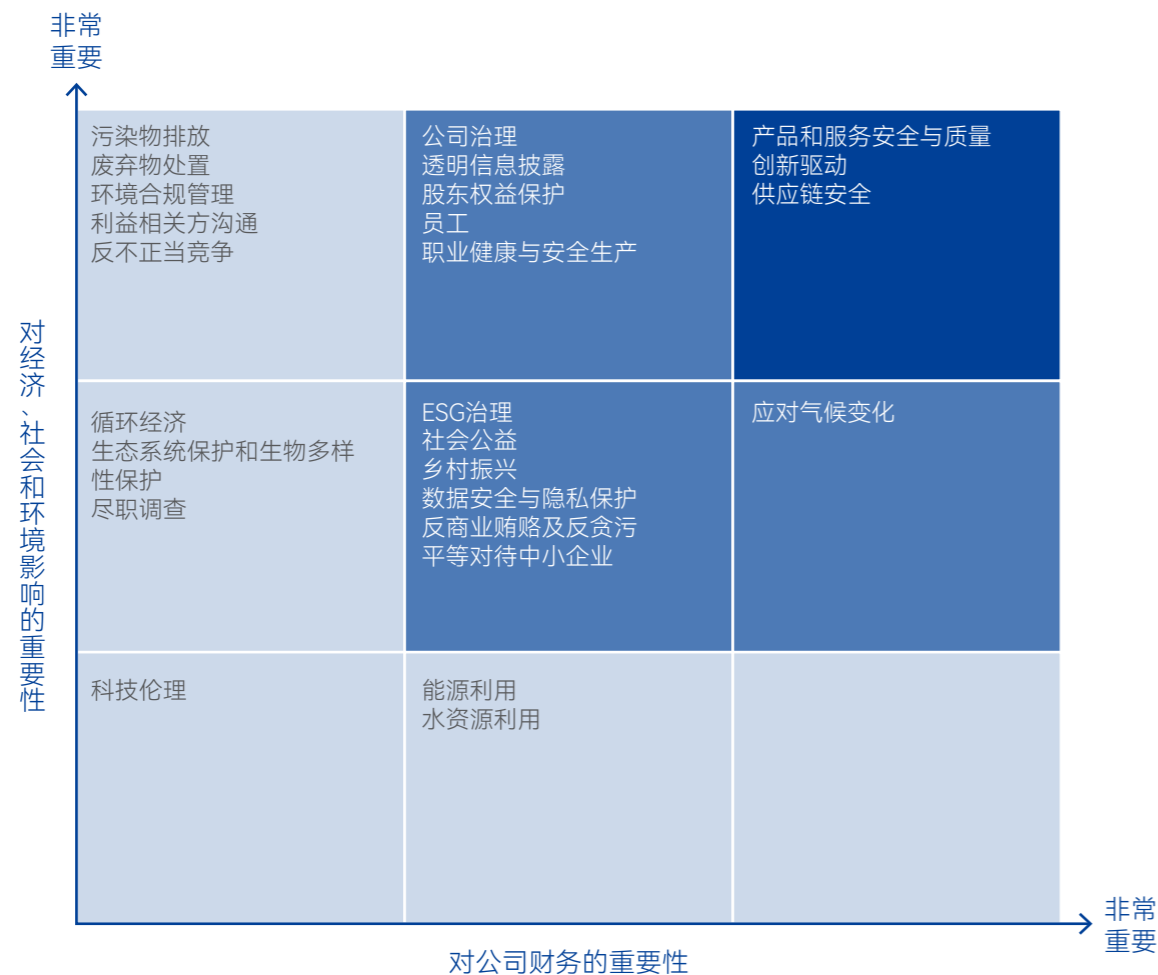 非常
重要
对经济、社会和环境影响的重要性
污染物排放
废弃物处置
环境合规管理
利益相关方沟通
反不正当竞争
公司治理
透明信息披露
股东权益保护
员工
职业健康与安全生产
产品和服务安全与质量
创新驱动
供应链安全
循环经济
生态系统保护和生物多样
性保护
尽职调查
ESG治理
社会公益
乡村振兴
数据安全与隐私保护
反商业贿赂及反贪污
平等对待中小企业
应对气候变化
科技伦理
能源利用
水资源利用
非常
重要
对公司财务的重要性